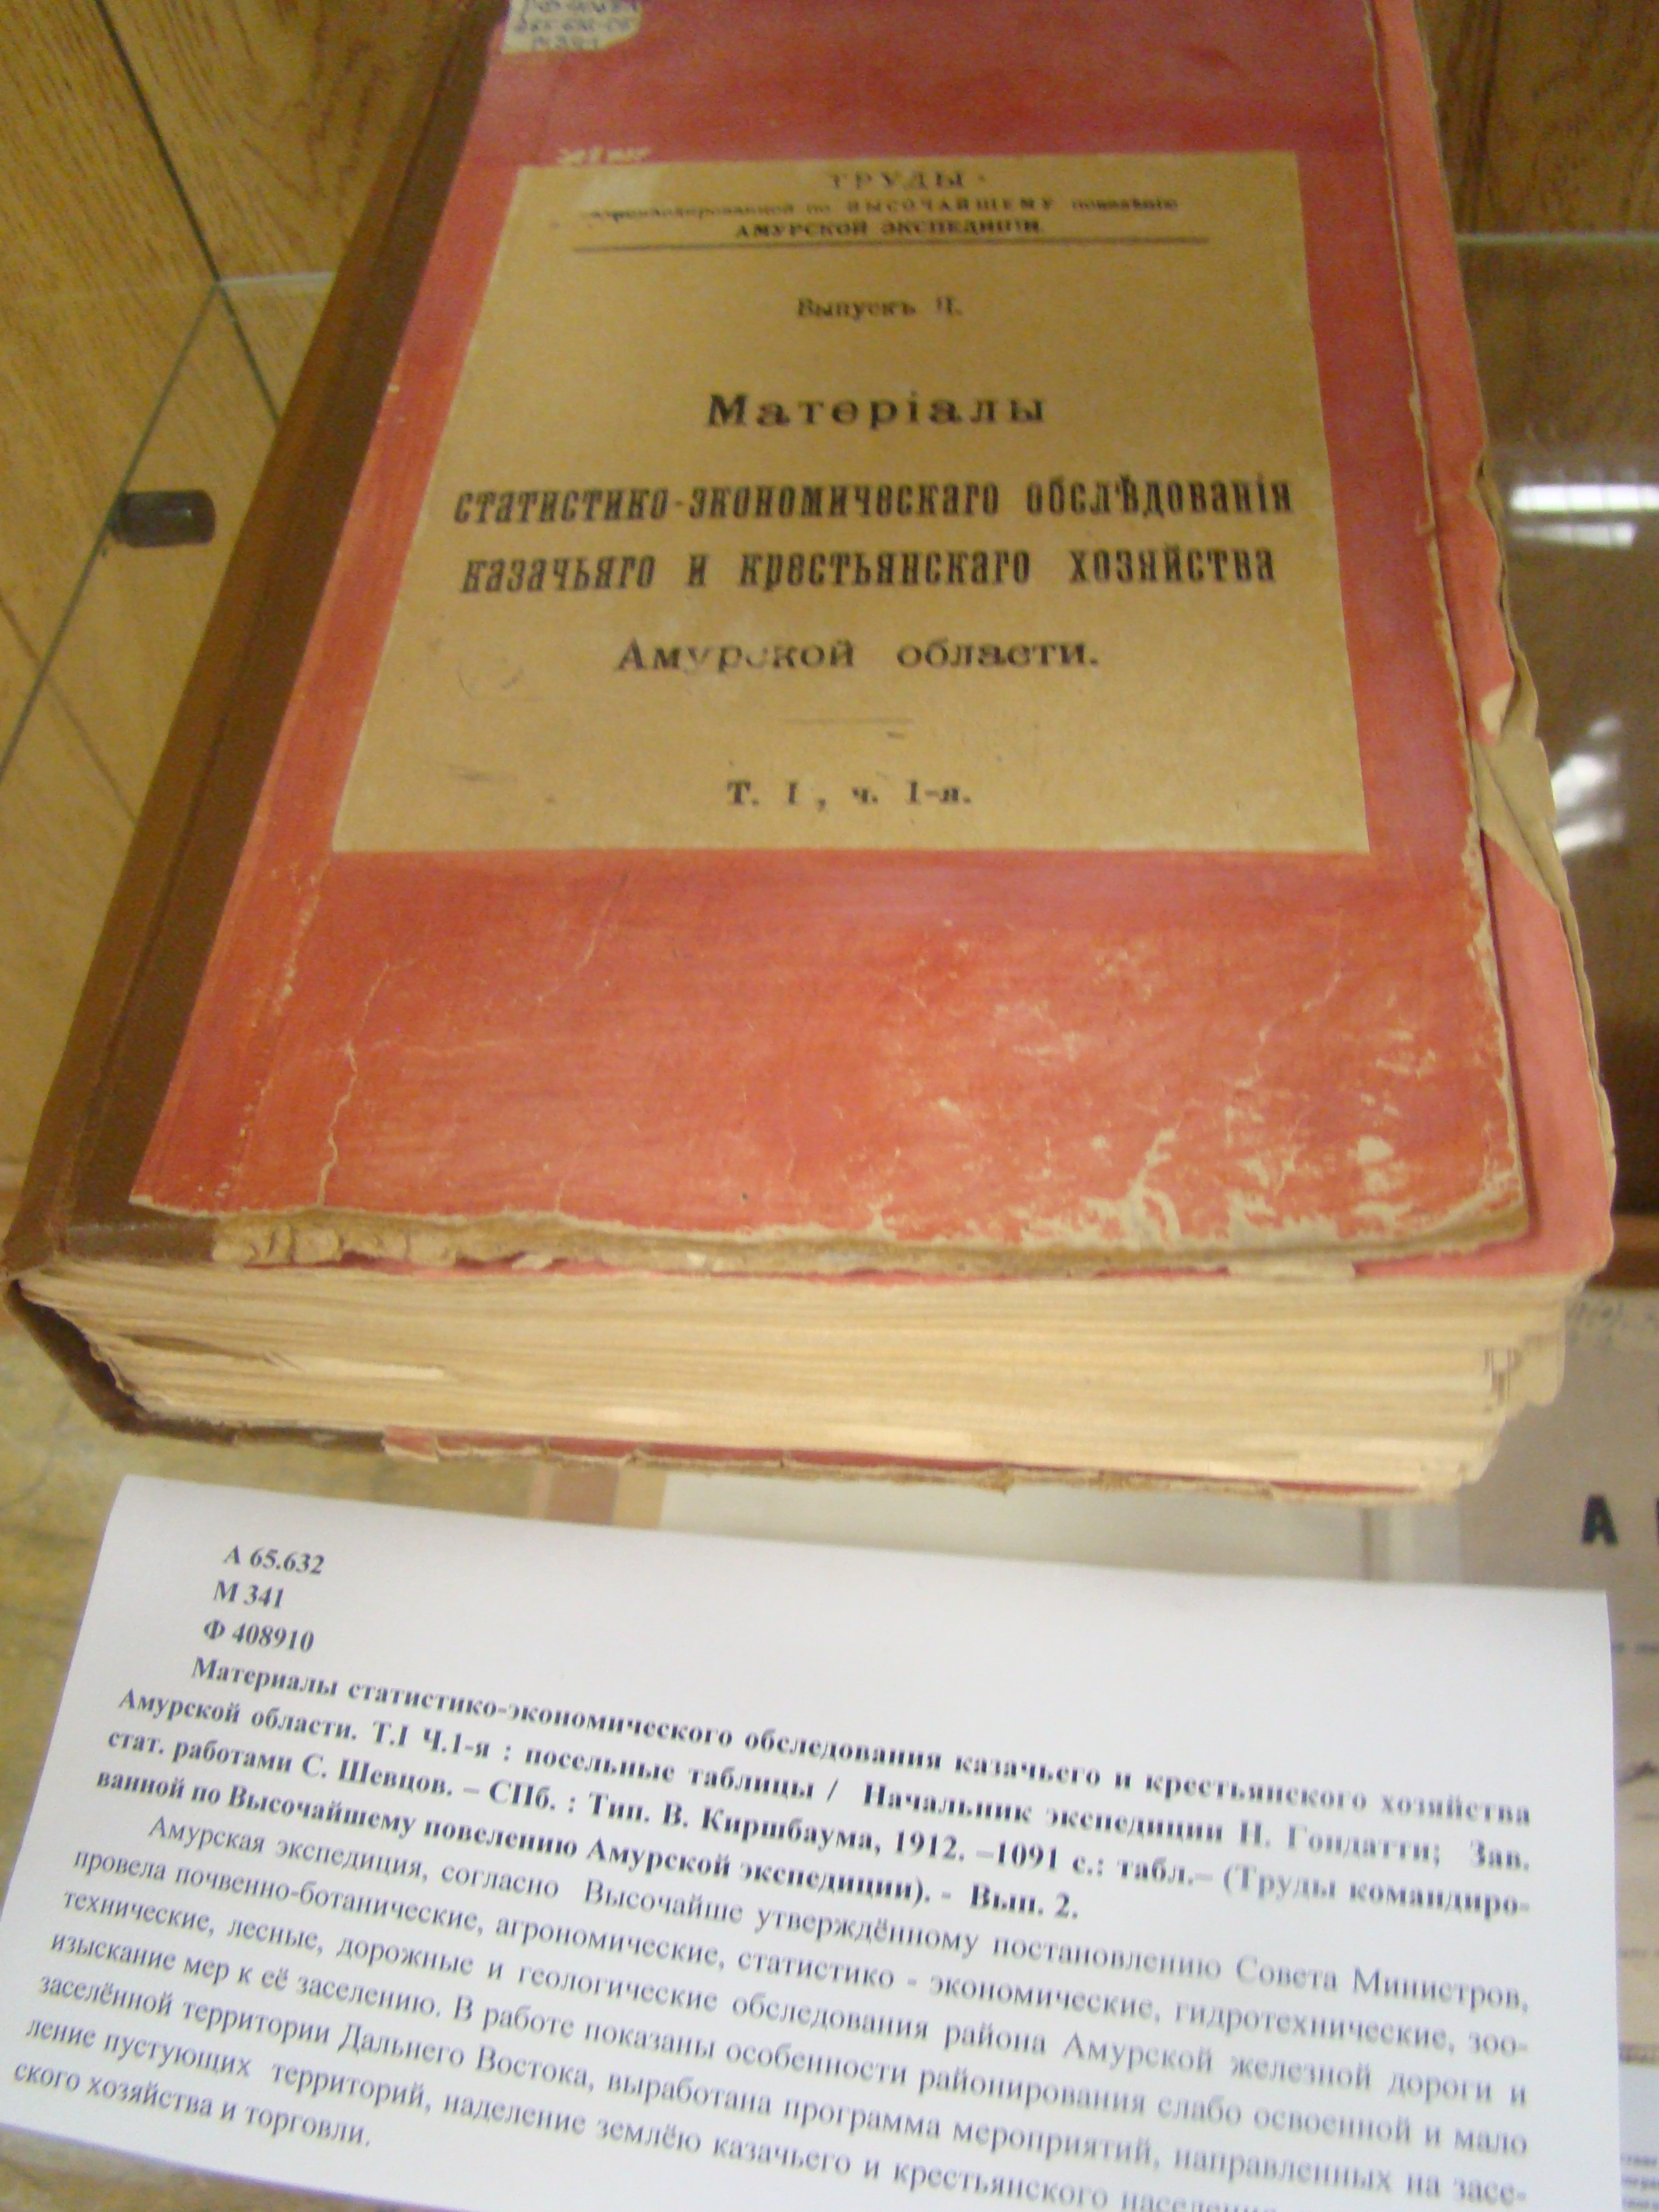 М 341
ТРУДЫ
командированной по ВЫСОЧАЙШЕМУ повелѣнію
АМУРСКОЙ ЭКСПЕДИЦІИ.
Выпускъ II.
Матеріалы
статистико-экономическаго обслѣдованія
казачьяго и крестьянскаго хозяйства
Амурской области.
Т. I, ч. 1-я.
А
А 65.632
М 341
Ф 408910
Материалы статистико-экономического обследования казачьего и крестьянского хозяйства
Амурской области. Т.I Ч.1-я : посельные таблицы / Начальник экспедиции Н. Гондатти; Зав.
стат. работами С. Шевцов. – СПб. : Тип. В. Киршбаума, 1912. –1091 с.: табл.– (Труды командиро-
ванной по Высочайшему повелению Амурской экспедиции). - Вып. 2.
Амурская экспедиция, согласно Высочайше утверждённому постановлению Совета Министров,
провела почвенно-ботанические, агрономические, статистико - экономические, гидротехнические, зоо-
технические, лесные, дорожные и геологические обследования района Амурской железной дороги и
изыскание мер к её заселению. В работе показаны особенности районирования слабо освоенной и мало
заселённой территории Дальнего Востока, выработана программа мероприятий, направленных на засе-
ление пустующих территорий, наделение землёю казачьего и крестьянского
ского хозяйства и торговли.